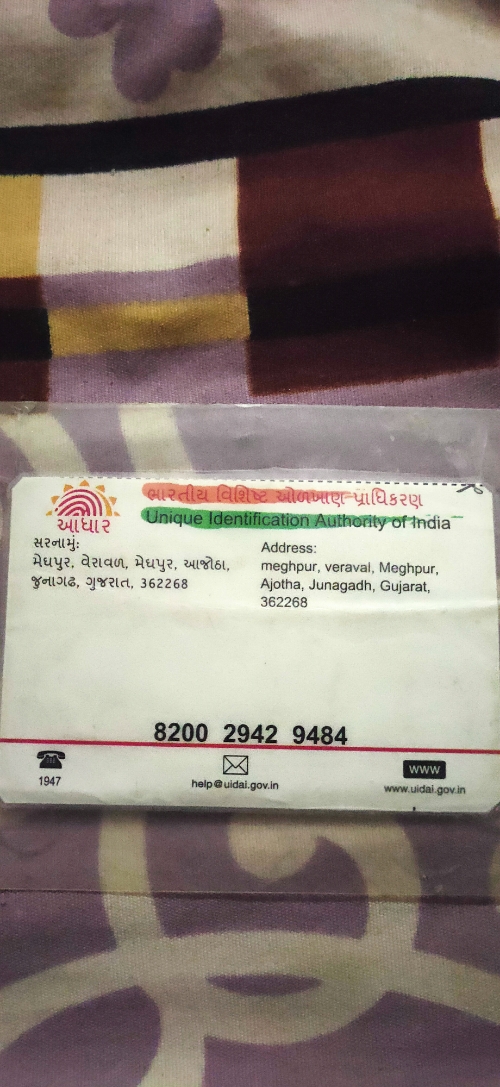 ભારતીય વિશિષ્ટ ઓળખાણ પ્રાધિકરણ
Unique Identification Authority of India
આધાર
સરનામું:
મેઘપુર, વેરાવળ, મેઘપુર, આજોઠા,
જુનાગઢ, ગુજરાત, 362268
Address:
meghpur, veraval, Meghpur,
Ajotha, Junagadh, Gujarat,
362268
8200 2942 9484
1947
help@uidai.gov.in
www
www.uidai.gov.in